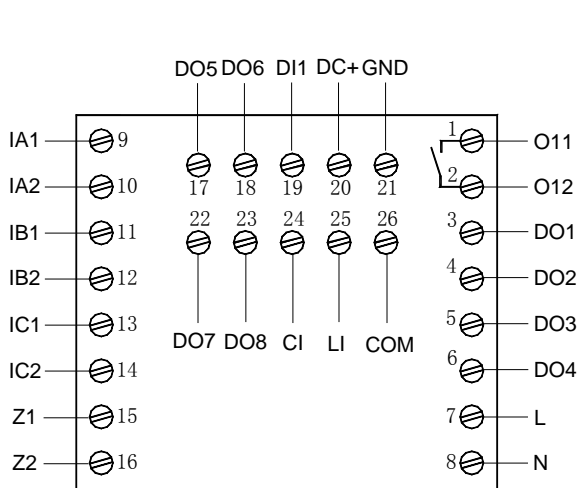 DO5 DO6 DI1 DC+ GND
IA1 9 1 O11
IA2 10 17 18 19 20 21 2 O12
IB1 11 22 23 24 25 26 3 DO1
IB2 12 4 DO2
IC1 13 5 DO3
DO7 DO8 CI LI COM
IC2 14 6 DO4
Z1 15 7 L
Z2 16 8 N